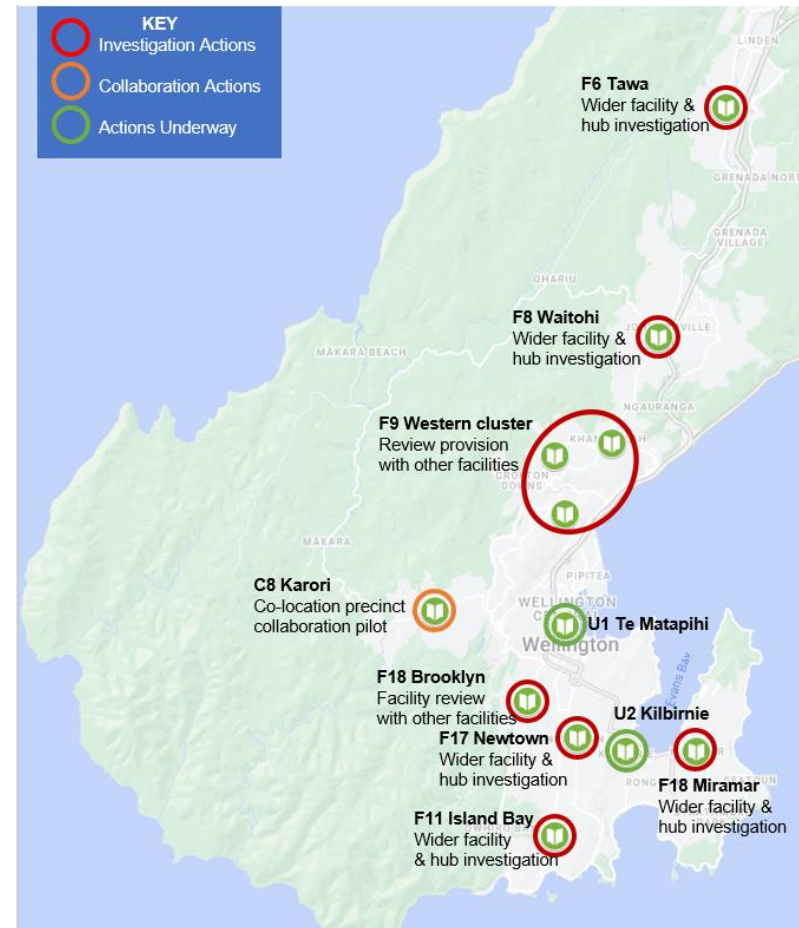 KEY
Investigation Actions
Collaboration Actions
Actions Underway
LINDEN
F6 Tawa
Wider facility &
hub investigation
GRENADA NORTH
GRENADA
VILLAGE
OHARIU
F8 Waitohi
Wider facility &
hub investigation
MĀKARA BEACH
NGAURANGA
F9 Western cluster
Review provision
with other facilities
CROFTON
DOWNS
MĀKARA
PIPITEA
C8 Karori
Co-location precinct
collaboration pilot
WELLINGTON
U1 Te Matapihi
Wellington
F18 Brooklyn
Facility review
with other facilities
Evans Bay
U2 Kilbirnie
F17 Newtown
Wider facility &
hub investigation
SEATOUN
F18 Miramar
Wider facility &
hub investigation
F11 Island Bay
Wider facility
& hub investigation